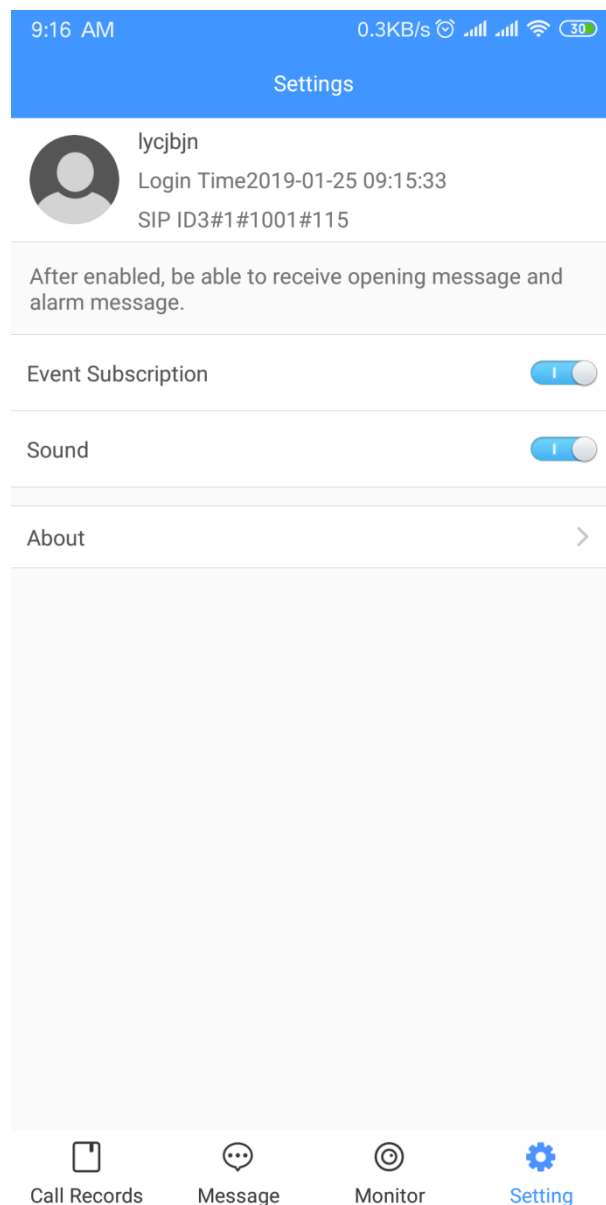 9:16 AM 0.3KB/s 30
Settings
lycjbjn
Login Time2019-01-25 09:15:33
SIP ID3#1#1001#115
After enabled, be able to receive opening message and
alarm message.
Event Subscription
Sound
About
Call Records Message Monitor Setting